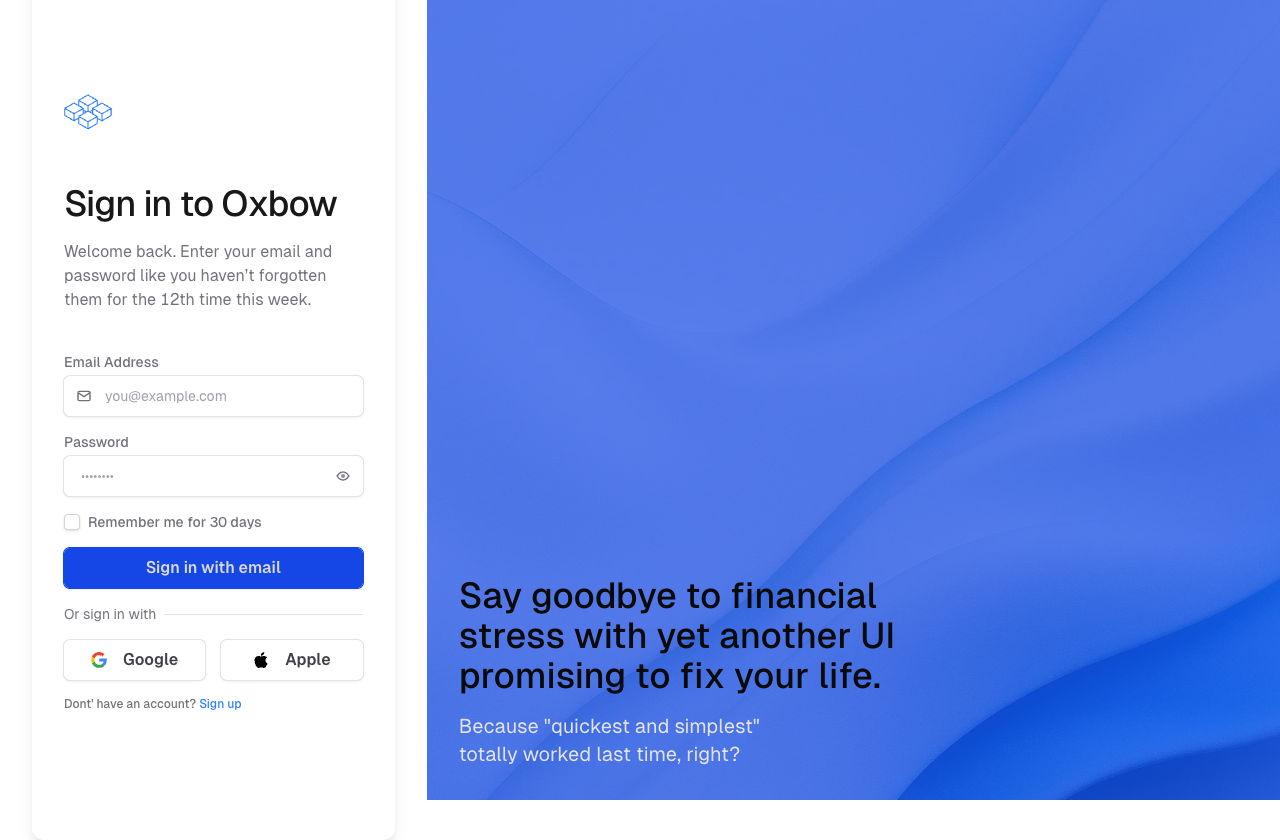 Sign in to Oxbow
Welcome back. Enter your email and
password like you haven’t forgotten
them for the 12th time this week.
Email Address
you@example.com
Password
••••••••
Remember me for 30 days
Sign in with email
Or sign in with
Google
Apple
Dont' have an account? Sign up
Say goodbye to financial
stress with yet another UI
promising to fix your life.
Because "quickest and simplest"
totally worked last time, right?